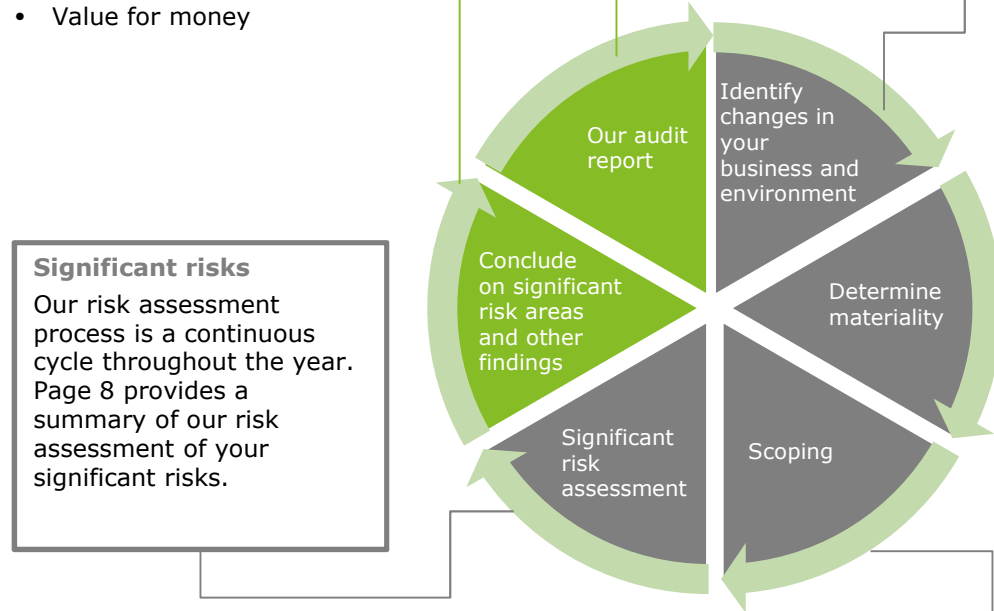 • Value for money
Identify
changes in
your
business and
environment
Our audit
report
Significant risks
Our risk assessment
process is a continuous
cycle throughout the year.
Page 8 provides a
summary of our risk
assessment of your
significant risks.
Conclude
on significant
risk areas
and other
findings
Determine
materiality
Significant
risk
assessment
Scoping